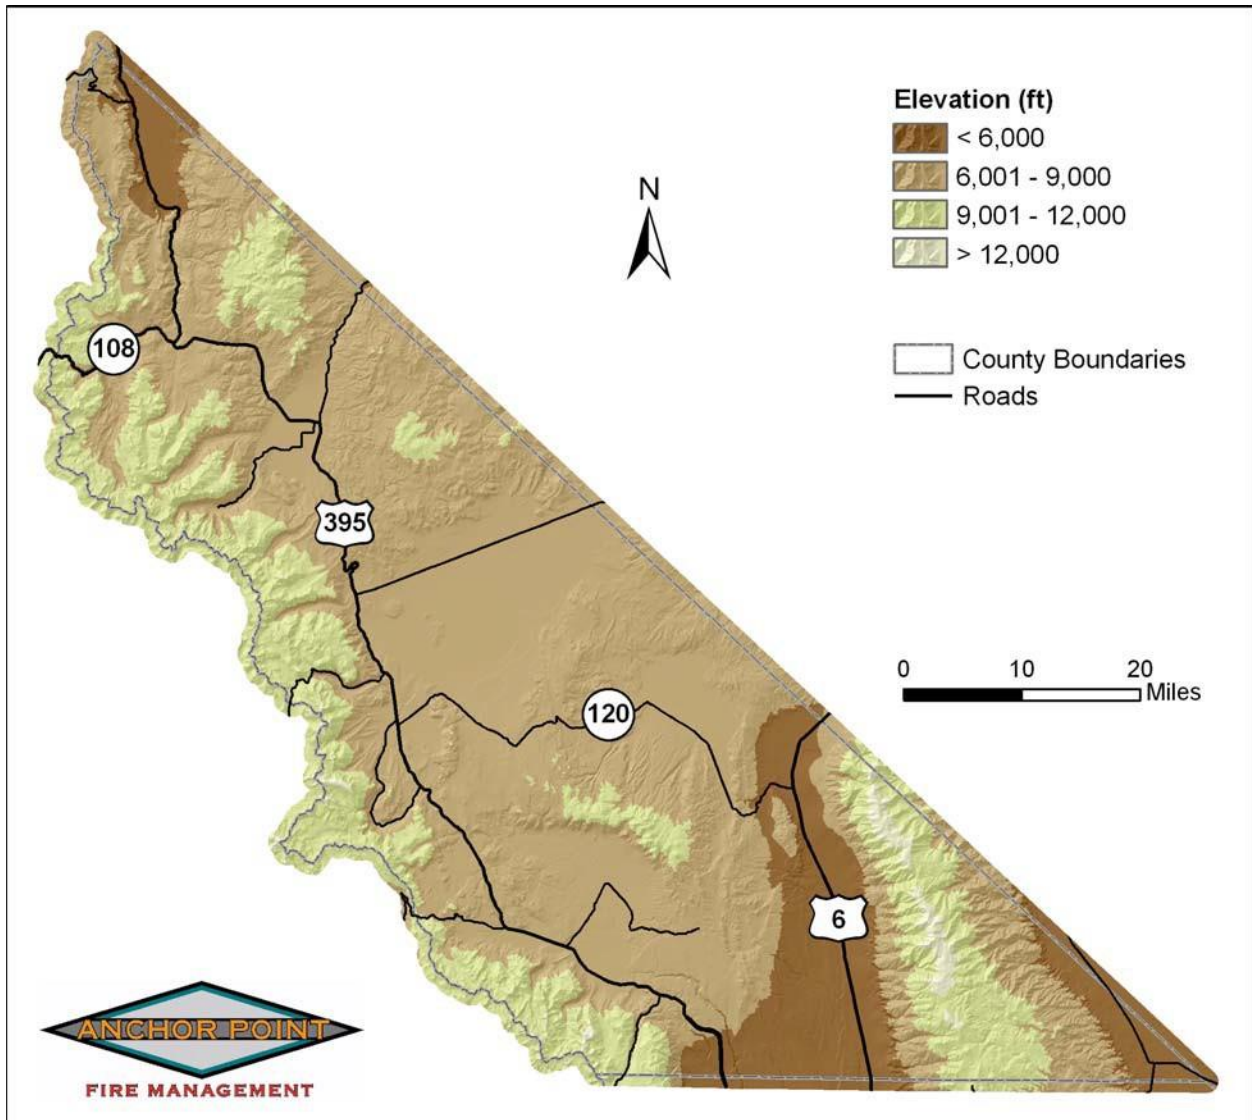 Elevation (ft)
< 6,000
6,001 - 9,000
9,001 - 12,000
> 12,000
N
County Boundaries
Roads
108
395
0 10 20
Miles
120
6
ANCHOR POINT
FIRE MANAGEMENT